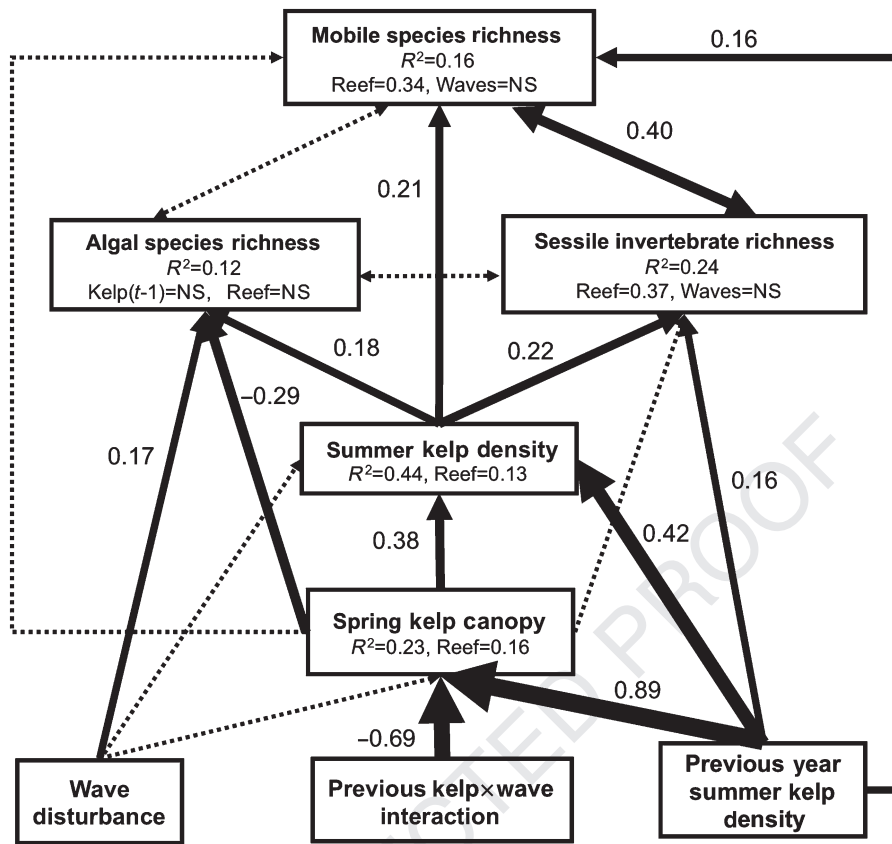 Mobile species richness
R²=0.16
Reef=0.34, Waves=NS
0.16
0.40
0.21
Algal species richness
R²=0.12
Kelp(t-1)=NS, Reef=NS
Sessile invertebrate richness
R²=0.24
Reef=0.37, Waves=NS
0.18
0.22
–0.29
Summer kelp density
R²=0.44, Reef=0.13
0.17
0.16
0.42
0.38
Spring kelp canopy
R²=0.23, Reef=0.16
0.89
–0.69
Wave
disturbance
Previous kelp×wave
interaction
Previous year
summer kelp
density
ECTED PROOF